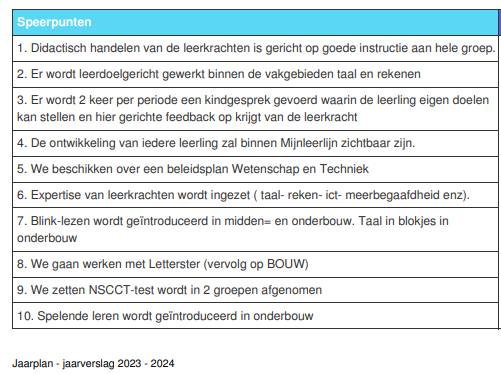 Speerpunten
1. Didactisch handelen van de leerkrachten is gericht op goede instructie aan hele groep.
2. Er wordt leerdoelgericht gewerkt binnen de vakgebieden taal en rekenen
3. Er wordt 2 keer per periode een kindgesprek gevoerd waarin de leerling eigen doelen
kan stellen en hier gerichte feedback op krijgt van de leerkracht
4. De ontwikkeling van iedere leerling zal binnen Mijnleerlijn zichtbaar zijn.
5. We beschikken over een beleidsplan Wetenschap en Techniek
6. Expertise van leerkrachten wordt ingezet ( taal- reken- ict- meerbegaafdheid enz).
7. Blink-lezen wordt geïntroduceerd in midden= en onderbouw. Taal in blokjes in
onderbouw
8. We gaan werken met Letterster (vervolg op BOUW)
9. We zetten NSCCT-test wordt in 2 groepen afgenomen
10. Spelende leren wordt geïntroduceerd in onderbouw
Jaarplan - jaarverslag 2023 - 2024